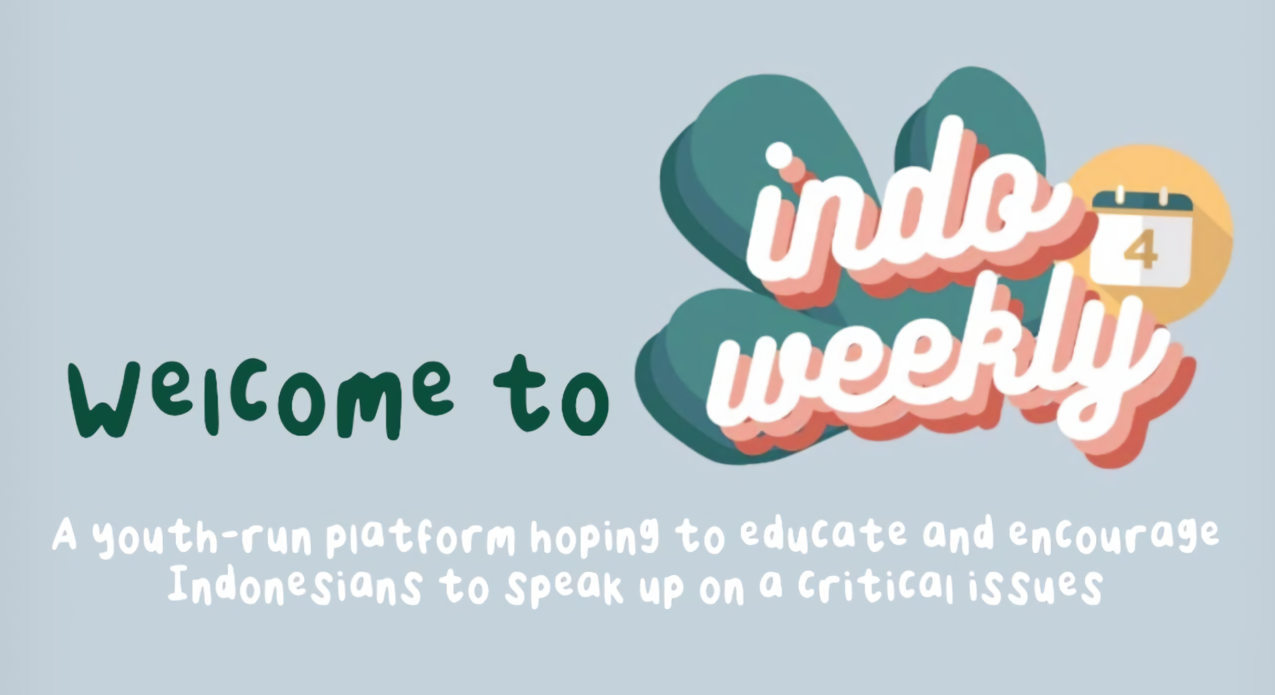 Welcome to
indo
weekly
4
A youth-run platform hoping to educate and encourage
Indonesians to speak up on a critical issues